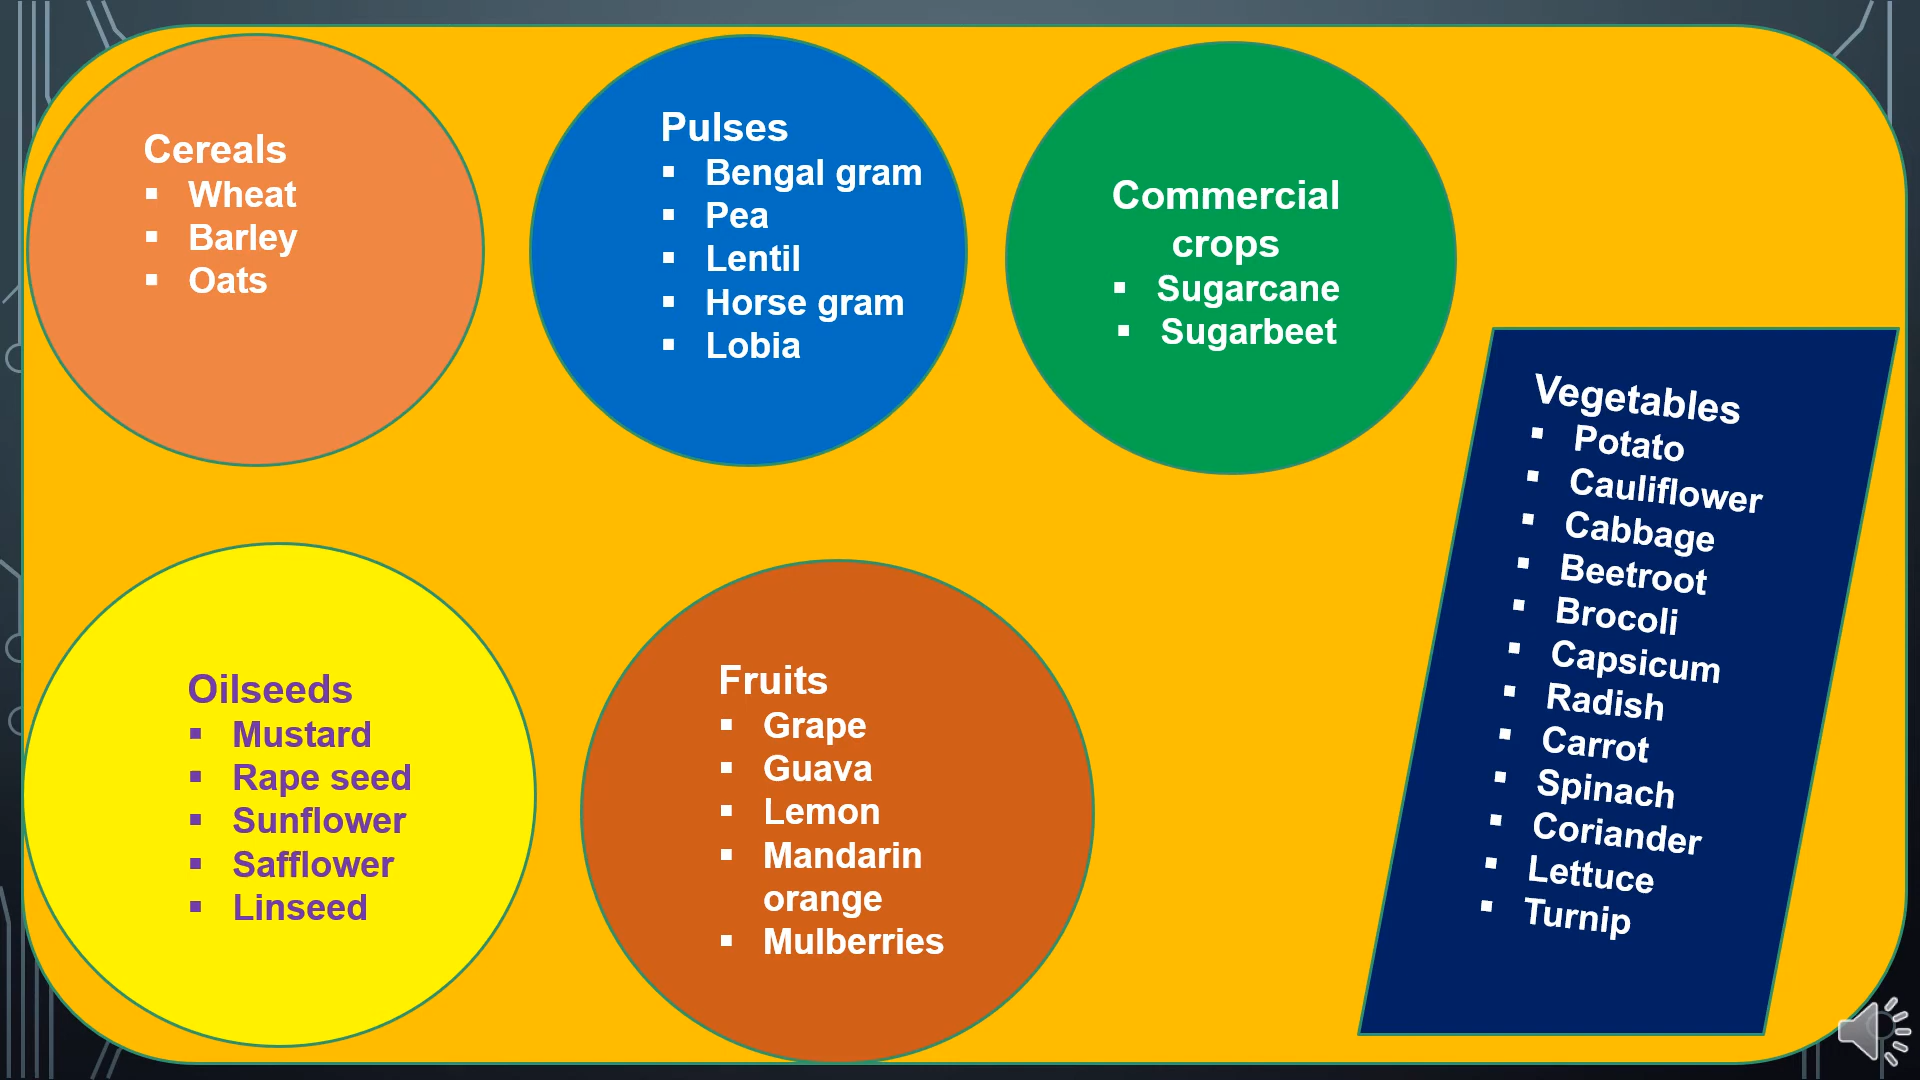 Cereals
▪ Wheat
▪ Barley
▪ Oats
Pulses
▪ Bengal gram
▪ Pea
▪ Lentil
▪ Horse gram
▪ Lobia
Commercial
crops
▪ Sugarcane
▪ Sugarbeet
Vegetables
▪ Potato
▪ Cauliflower
▪ Cabbage
▪ Beetroot
▪ Brocoli
▪ Capsicum
▪ Radish
▪ Carrot
▪ Spinach
▪ Coriander
▪ Lettuce
▪ Turnip
Oilseeds
▪ Mustard
▪ Rape seed
▪ Sunflower
▪ Safflower
▪ Linseed
Fruits
▪ Grape
▪ Guava
▪ Lemon
▪ Mandarin
orange
▪ Mulberries